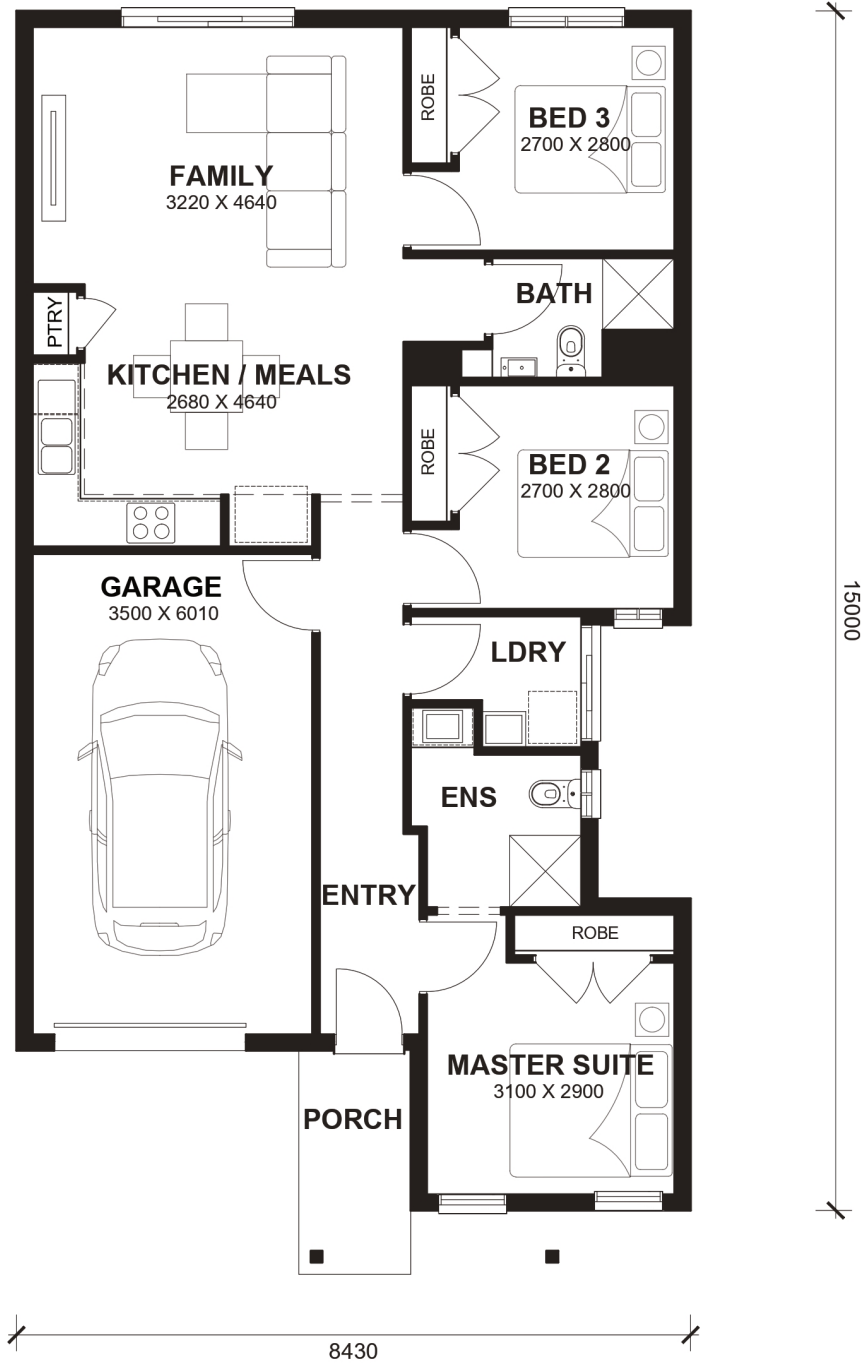 ROBE
BED 3
2700 X 2800
FAMILY
3220 X 4640
BATH
PTRY
KITCHEN / MEALS
2680 X 4640
ROBE
BED 2
2700 X 2800
GARAGE
3500 X 6010
15000
LDRY
ENS
ENTRY
ROBE
MASTER SUITE
3100 X 2900
PORCH
8430